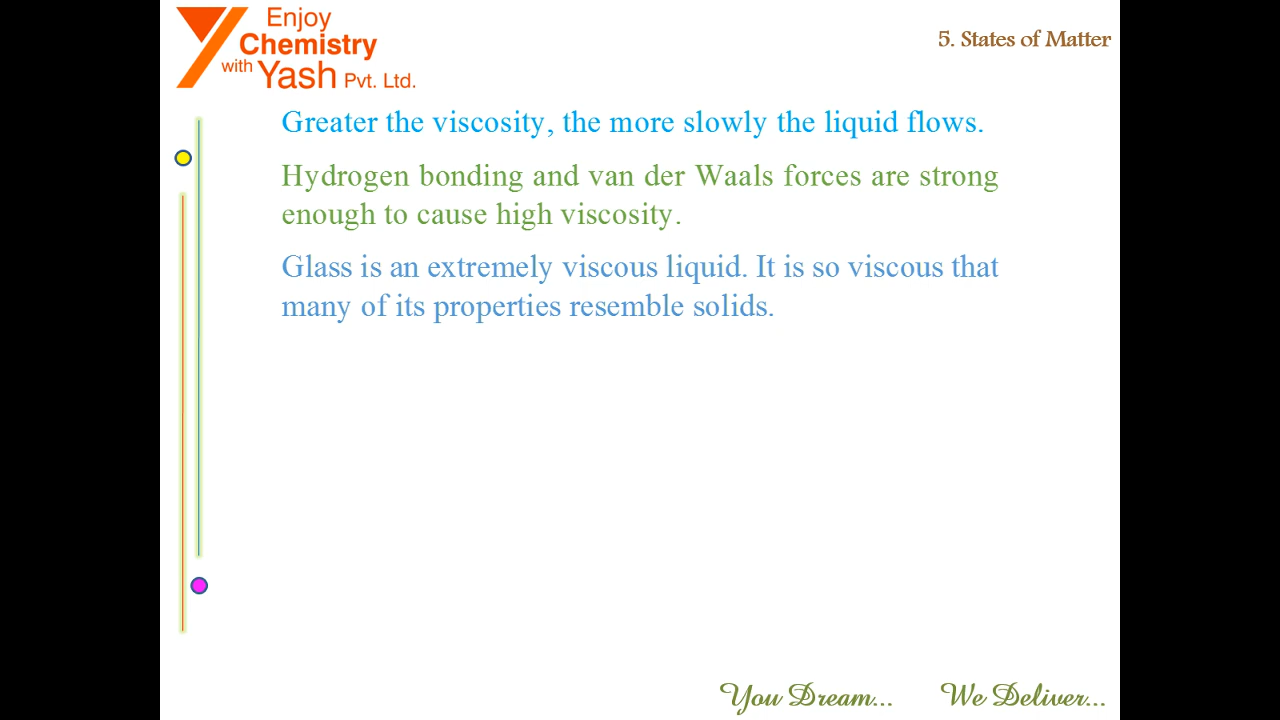 Enjoy
Chemistry
with Yash Pvt. Ltd.
5. States of Matter
Greater the viscosity, the more slowly the liquid flows.
Hydrogen bonding and van der Waals forces are strong
enough to cause high viscosity.
Glass is an extremely viscous liquid. It is so viscous that
many of its properties resemble solids.
You Dream... We Deliver...